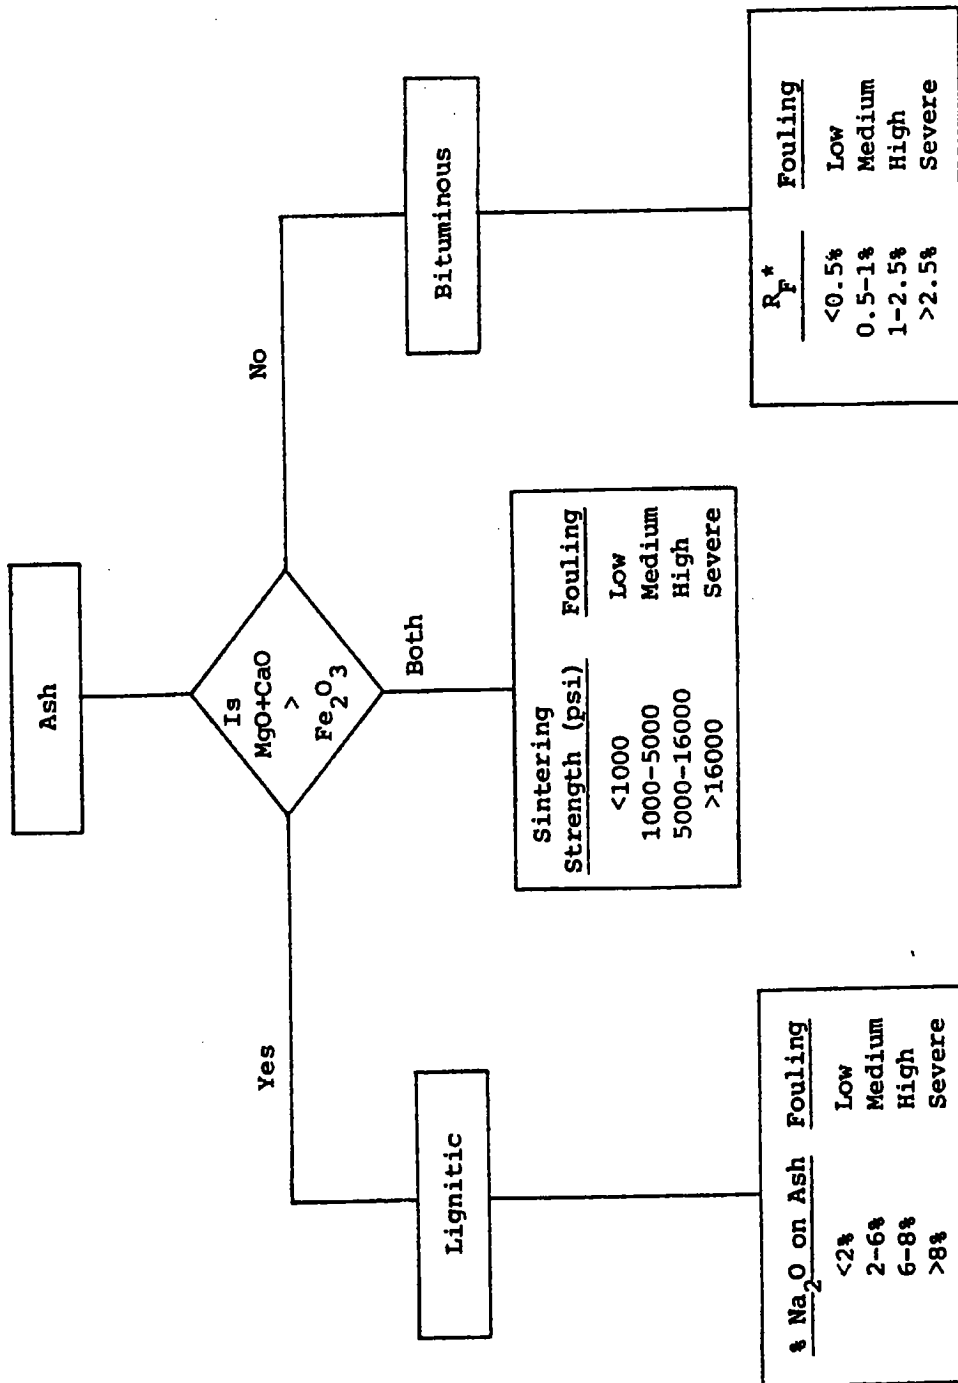 Ash
Is
MgO+CaO
>
Fe2O3
Yes
Both
No
Lignitic
Bituminous
% Na2O on Ash Fouling
<2% Low
2-6% Medium
6-8% High
>8% Severe
Sintering
Strength (psi) Fouling
<1000 Low
1000-5000 Medium
5000-16000 High
>16000 Severe
RF* Fouling
<0.5% Low
0.5-1% Medium
1-2.5% High
>2.5% Severe